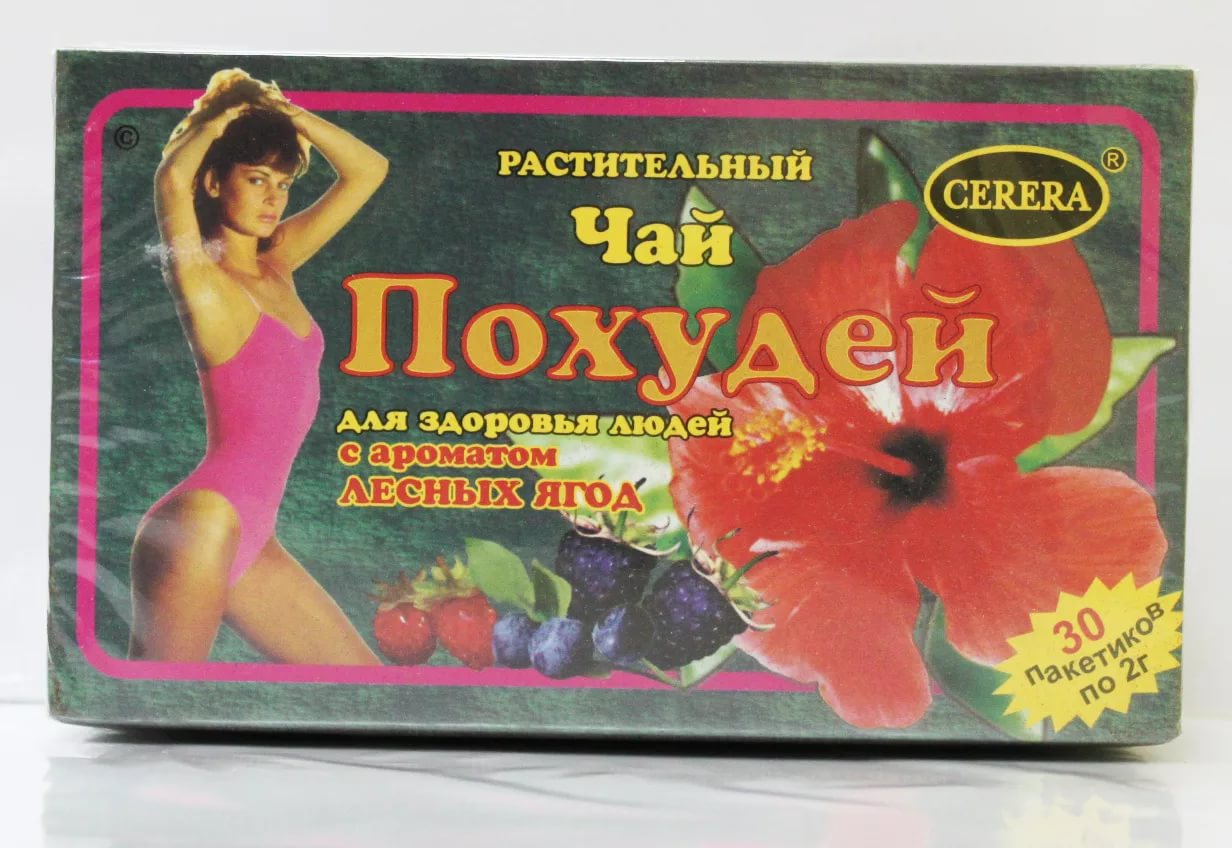 ©
РАСТИТЕЛЬНЫЙ
Чай
Похудей
для здоровья людей
с ароматом
ЛЕСНЫХ ЯГОД
CERERA ®
30
пакетиков
по 2г